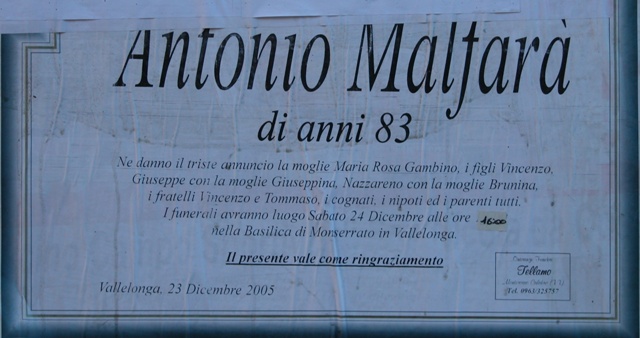 Antonio Malfarà
di anni 83
Ne danno il triste annuncio la moglie Maria Rosa Gambino, i figli Vincenzo,
Giuseppe con la moglie Giuseppina, Nazzareno con la moglie Brunina,
i fratelli Vincenzo e Tommaso, i cognati, i nipoti ed i parenti tutti.
I funerali avranno luogo Sabato 24 Dicembre alle ore 16:00
nella Basilica di Monserrato in Vallelonga.
Il presente vale come ringraziamento
Vallelonga, 23 Dicembre 2005
Tellamo
Tel. 0963/325757